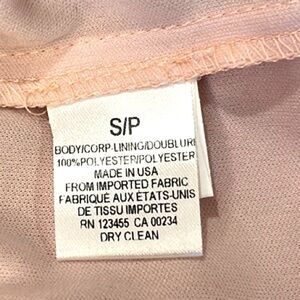 S/P
BODY/CORP-LINING/DOUBLURE
100%POLYESTER/POLYESTER
MADE IN USA
FROM IMPORTED FABRIC
FABRIQUÉ AUX ÉTATS-UNIS
DE TISSU IMPORTES
RN 123455 CA 00234
DRY CLEAN